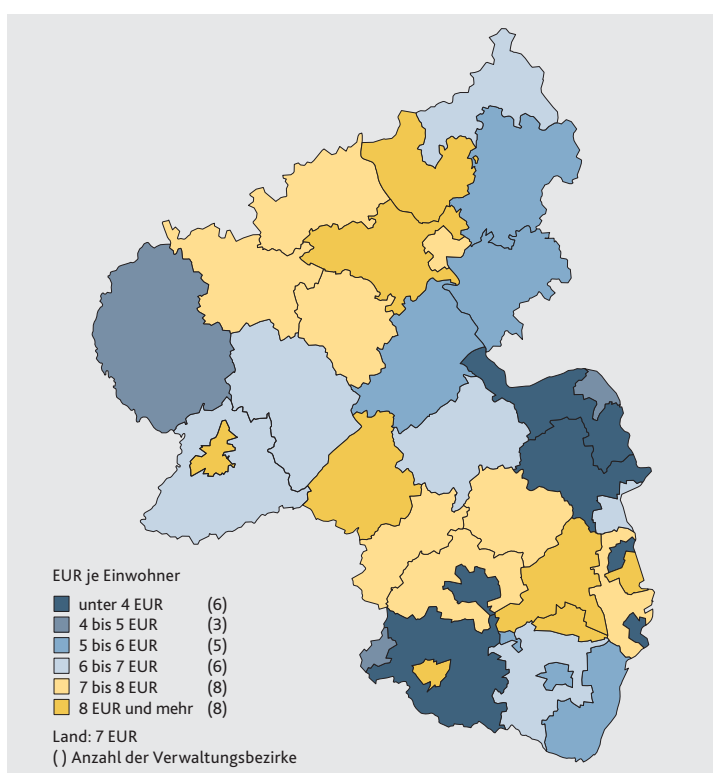 EUR je Einwohner
unter 4 EUR (6)
4 bis 5 EUR (3)
5 bis 6 EUR (5)
6 bis 7 EUR (6)
7 bis 8 EUR (8)
8 EUR und mehr (8)
Land: 7 EUR
( ) Anzahl der Verwaltungsbezirke